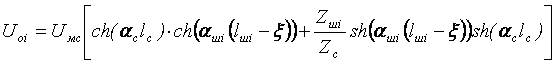 U_{oi} = U_{мс}[ch(α_c l_c)·ch(α_{шi}(l_{шi} − ξ)) + \frac{Z_{шi}}{Z_c} sh(α_{шi}(l_{шi} − ξ))sh(α_c l_c)]